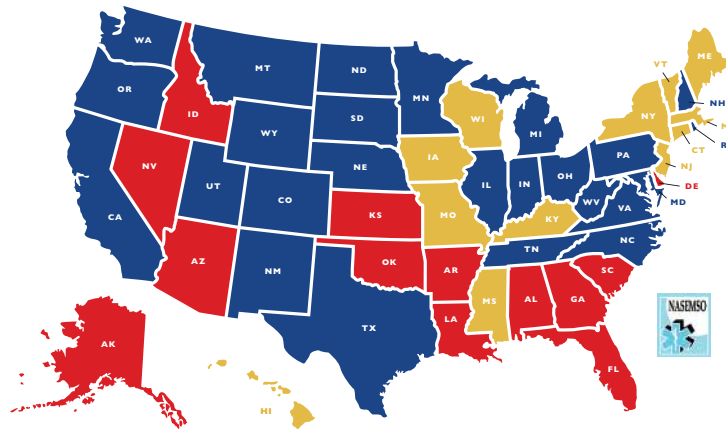 WA
MT
ND
MN
OR
ID
WY
SD
WI
MI
ME
VT
NH
NY
M
R
CT
NJ
PA
NV
UT
CO
NE
IA
IL
IN
OH
WV
VA
DE
MD
CA
KS
MO
KY
NC
TN
AZ
NM
OK
AR
SC
MS
AL
GA
LA
TX
FL
AK
HI
NASEMSO